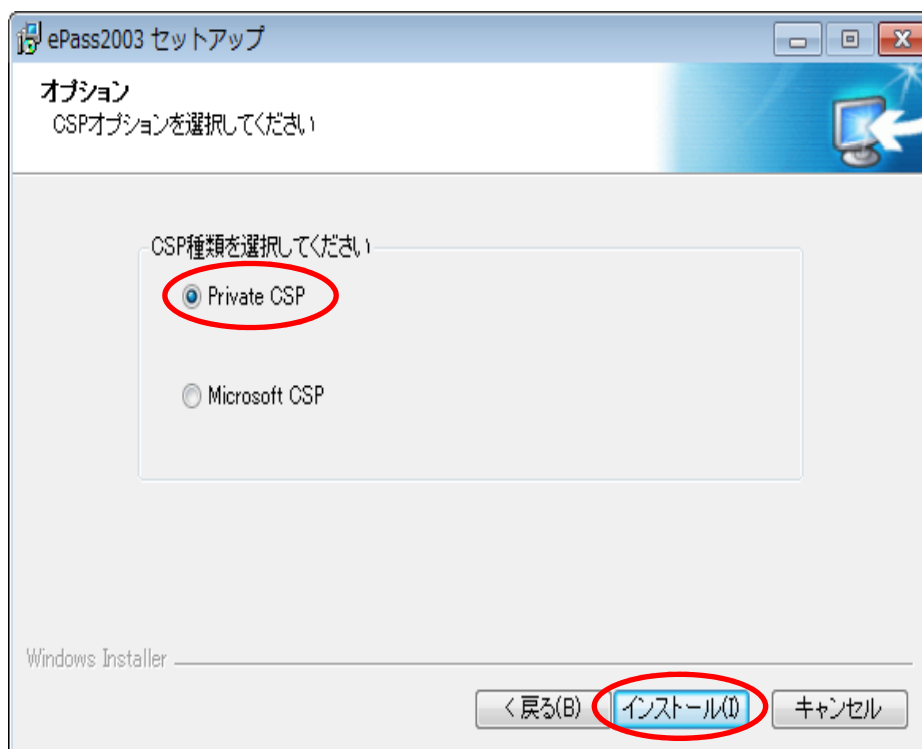 ePass2003 セットアップ
オプション
CSPオプションを選択してください
CSP種類を選択してください
Private CSP
Microsoft CSP
Windows Installer
< 戻る(B)
インストール(I)
キャンセル